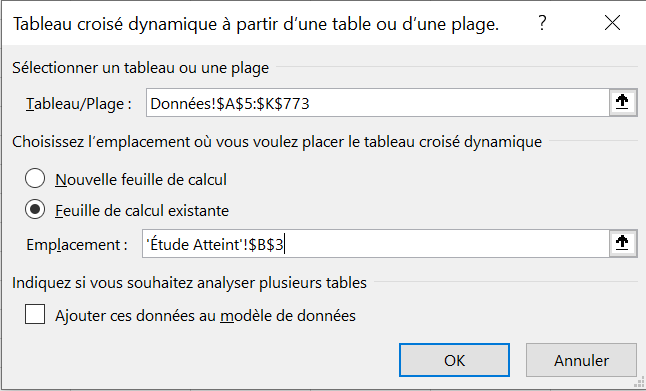 Tableau croisé dynamique à partir d’une table ou d’une plage. ?
Sélectionner un tableau ou une plage
Tableau/Plage : Données!$A$5:$K$773
Choisissez l’emplacement où vous voulez placer le tableau croisé dynamique
Nouvelle feuille de calcul
Feuille de calcul existante
Emplacement : 'Étude Atteint'!$B$3
Indiquez si vous souhaitez analyser plusieurs tables
Ajouter ces données au modèle de données
OK Annuler